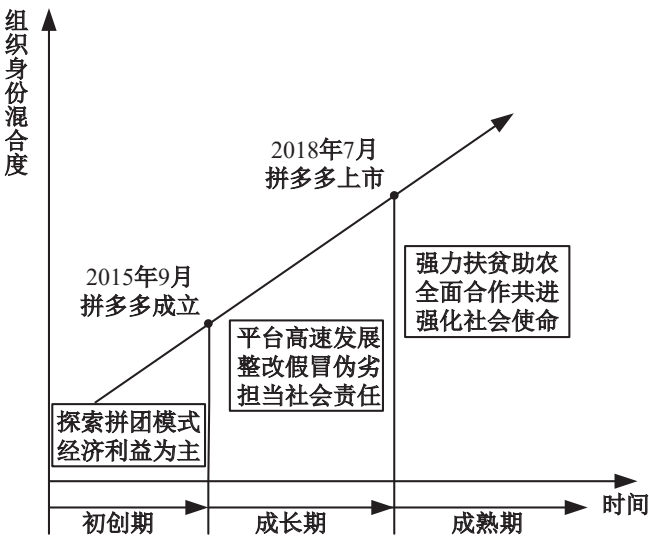 组织身份混合度
2018年7月
拼多多上市
2015年9月
拼多多成立
强力扶贫助农
全面合作共进
强化社会使命
平台高速发展
整改假冒伪劣
担当社会责任
探索拼团模式
经济利益为主
时间
初创期
成长期
成熟期